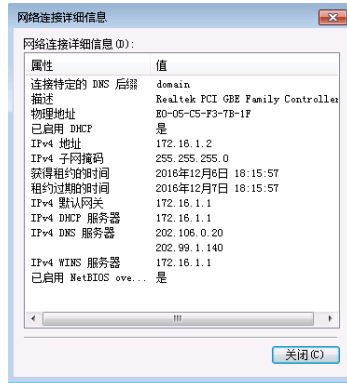 网络连接详细信息
网络连接详细信息(D):
属性 值
连接特定的 DNS 后缀 domain
描述 Realtek PCI GBE Family Controller
物理地址 E0-05-C5-F3-7B-1F
已启用 DHCP 是
IPv4 地址 172.16.1.2
IPv4 子网掩码 255.255.255.0
获得租约的时间 2016年12月6日 18:15:57
租约过期的时间 2016年12月7日 18:15:57
IPv4 默认网关 172.16.1.1
IPv4 DHCP 服务器 172.16.1.1
IPv4 DNS 服务器 202.106.0.20
202.99.1.140
IPv4 WINS 服务器 172.16.1.1
已启用 NetBIOS ove... 是
关闭(C)